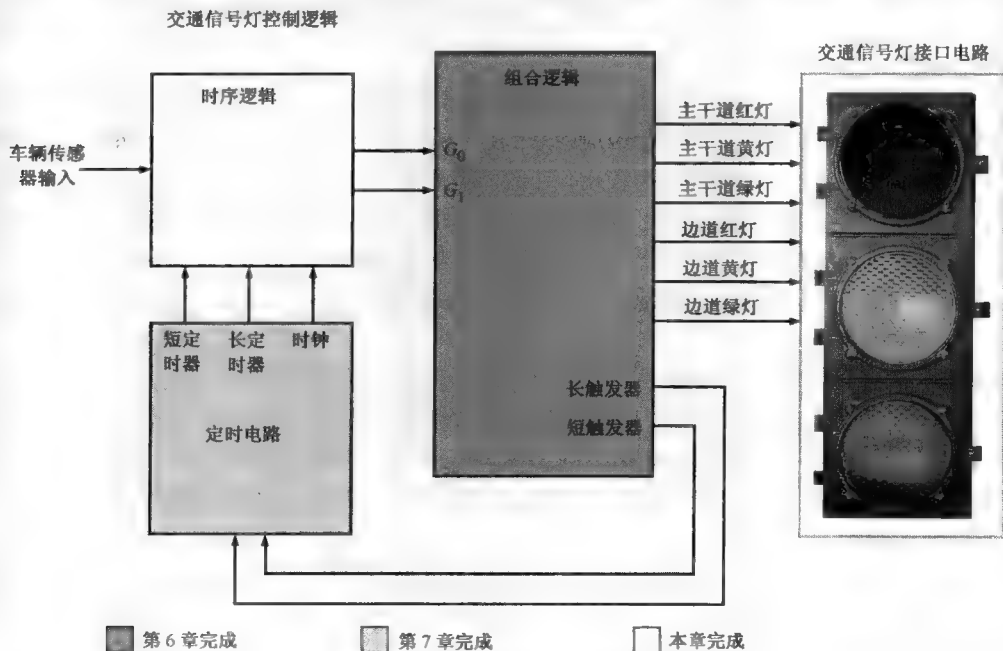 交通信号灯控制逻辑
交通信号灯接口电路
时序逻辑
组合逻辑
车辆传感
器输入
G₀
G₁
主干道红灯
主干道黄灯
主干道绿灯
边道红灯
边道黄灯
边道绿灯
短定
时器
长定
时器
时钟
定时电路
长触发器
短触发器
第6章完成
第7章完成
本章完成